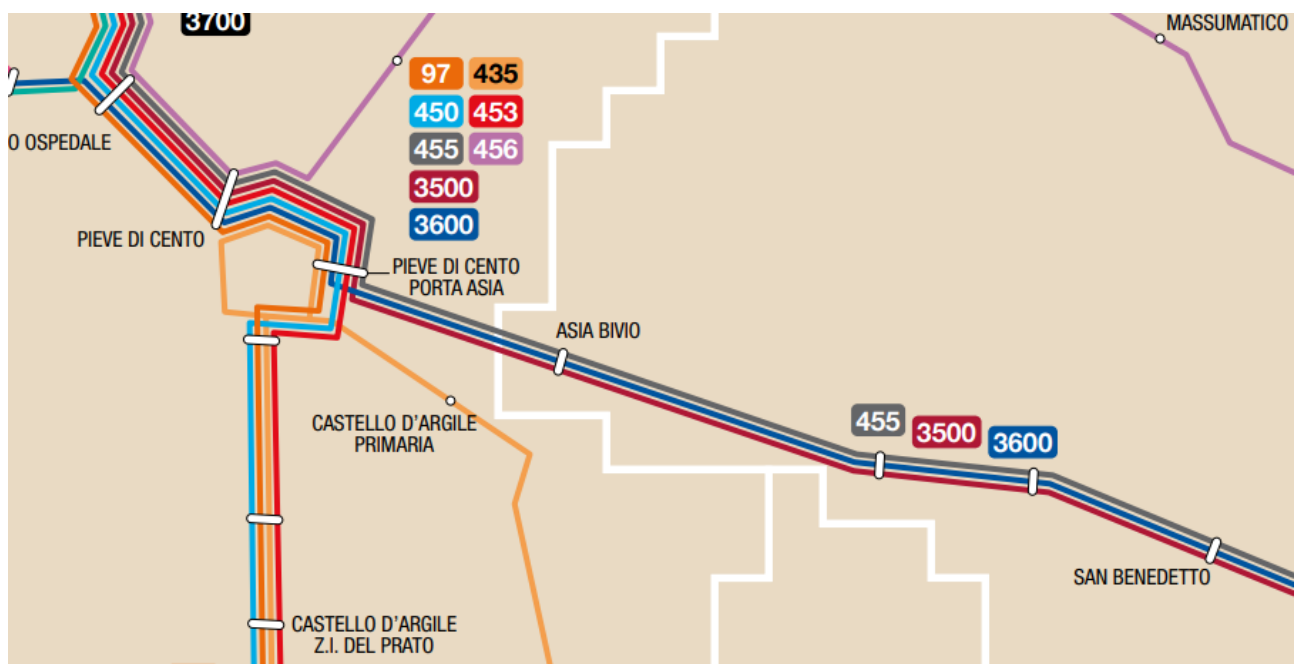 3700
MASSUMATICO
97 435
450 453
455 456
3500
3600
O OSPEDALE
PIEVE DI CENTO
PIEVE DI CENTO
PORTA ASIA
ASIA BIVIO
CASTELLO D'ARGILE
PRIMARIA
455 3500 3600
SAN BENEDETTO
CASTELLO D'ARGILE
Z.I. DEL PRATO